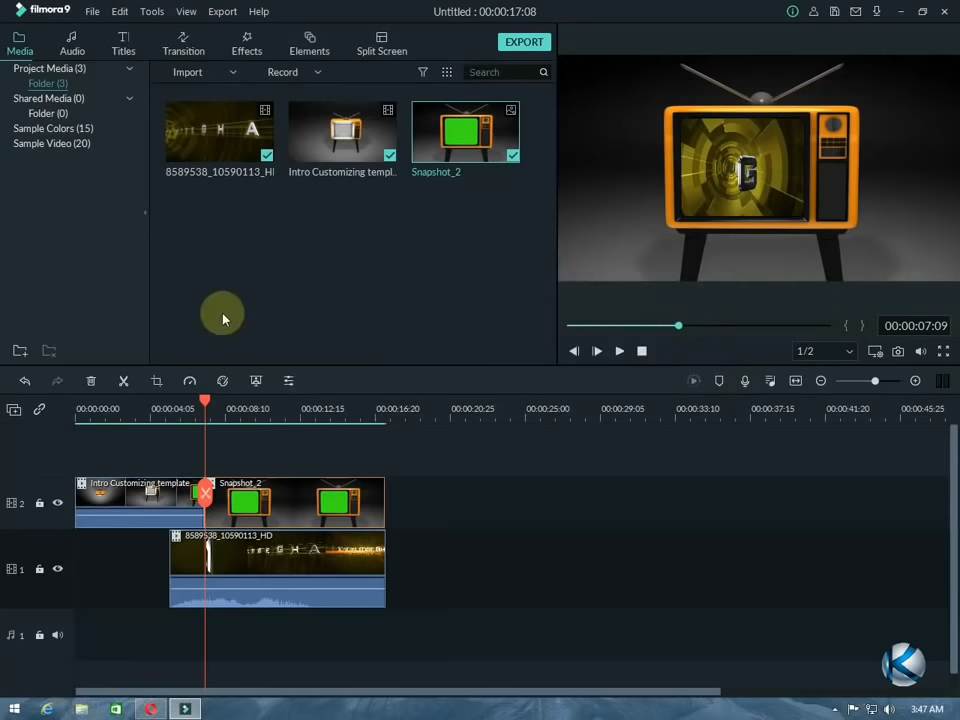 filmora9 File Edit Tools View Export Help Untitled : 00:00:17:08
Media Audio Titles Transition Effects Elements Split Screen EXPORT
Project Media (3)
Folder (3)
Shared Media (0)
Folder (0)
Sample Colors (15)
Sample Video (20)
Import Record Search
8589538_10590113_HI Intro Customizing templ.. Snapshot_2
1/2 00:00:07:09
00:00:00:00 00:00:04:05 00:00:08:10 00:00:12:15 00:00:16:20 00:00:20:25 00:00:25:00 00:00:29:05 00:00:33:10 00:00:37:15 00:00:41:20 00:00:45:25
2 Intro Customizing template Snapshot_2
1 8589538_10590113_HD
1
3:47 AM